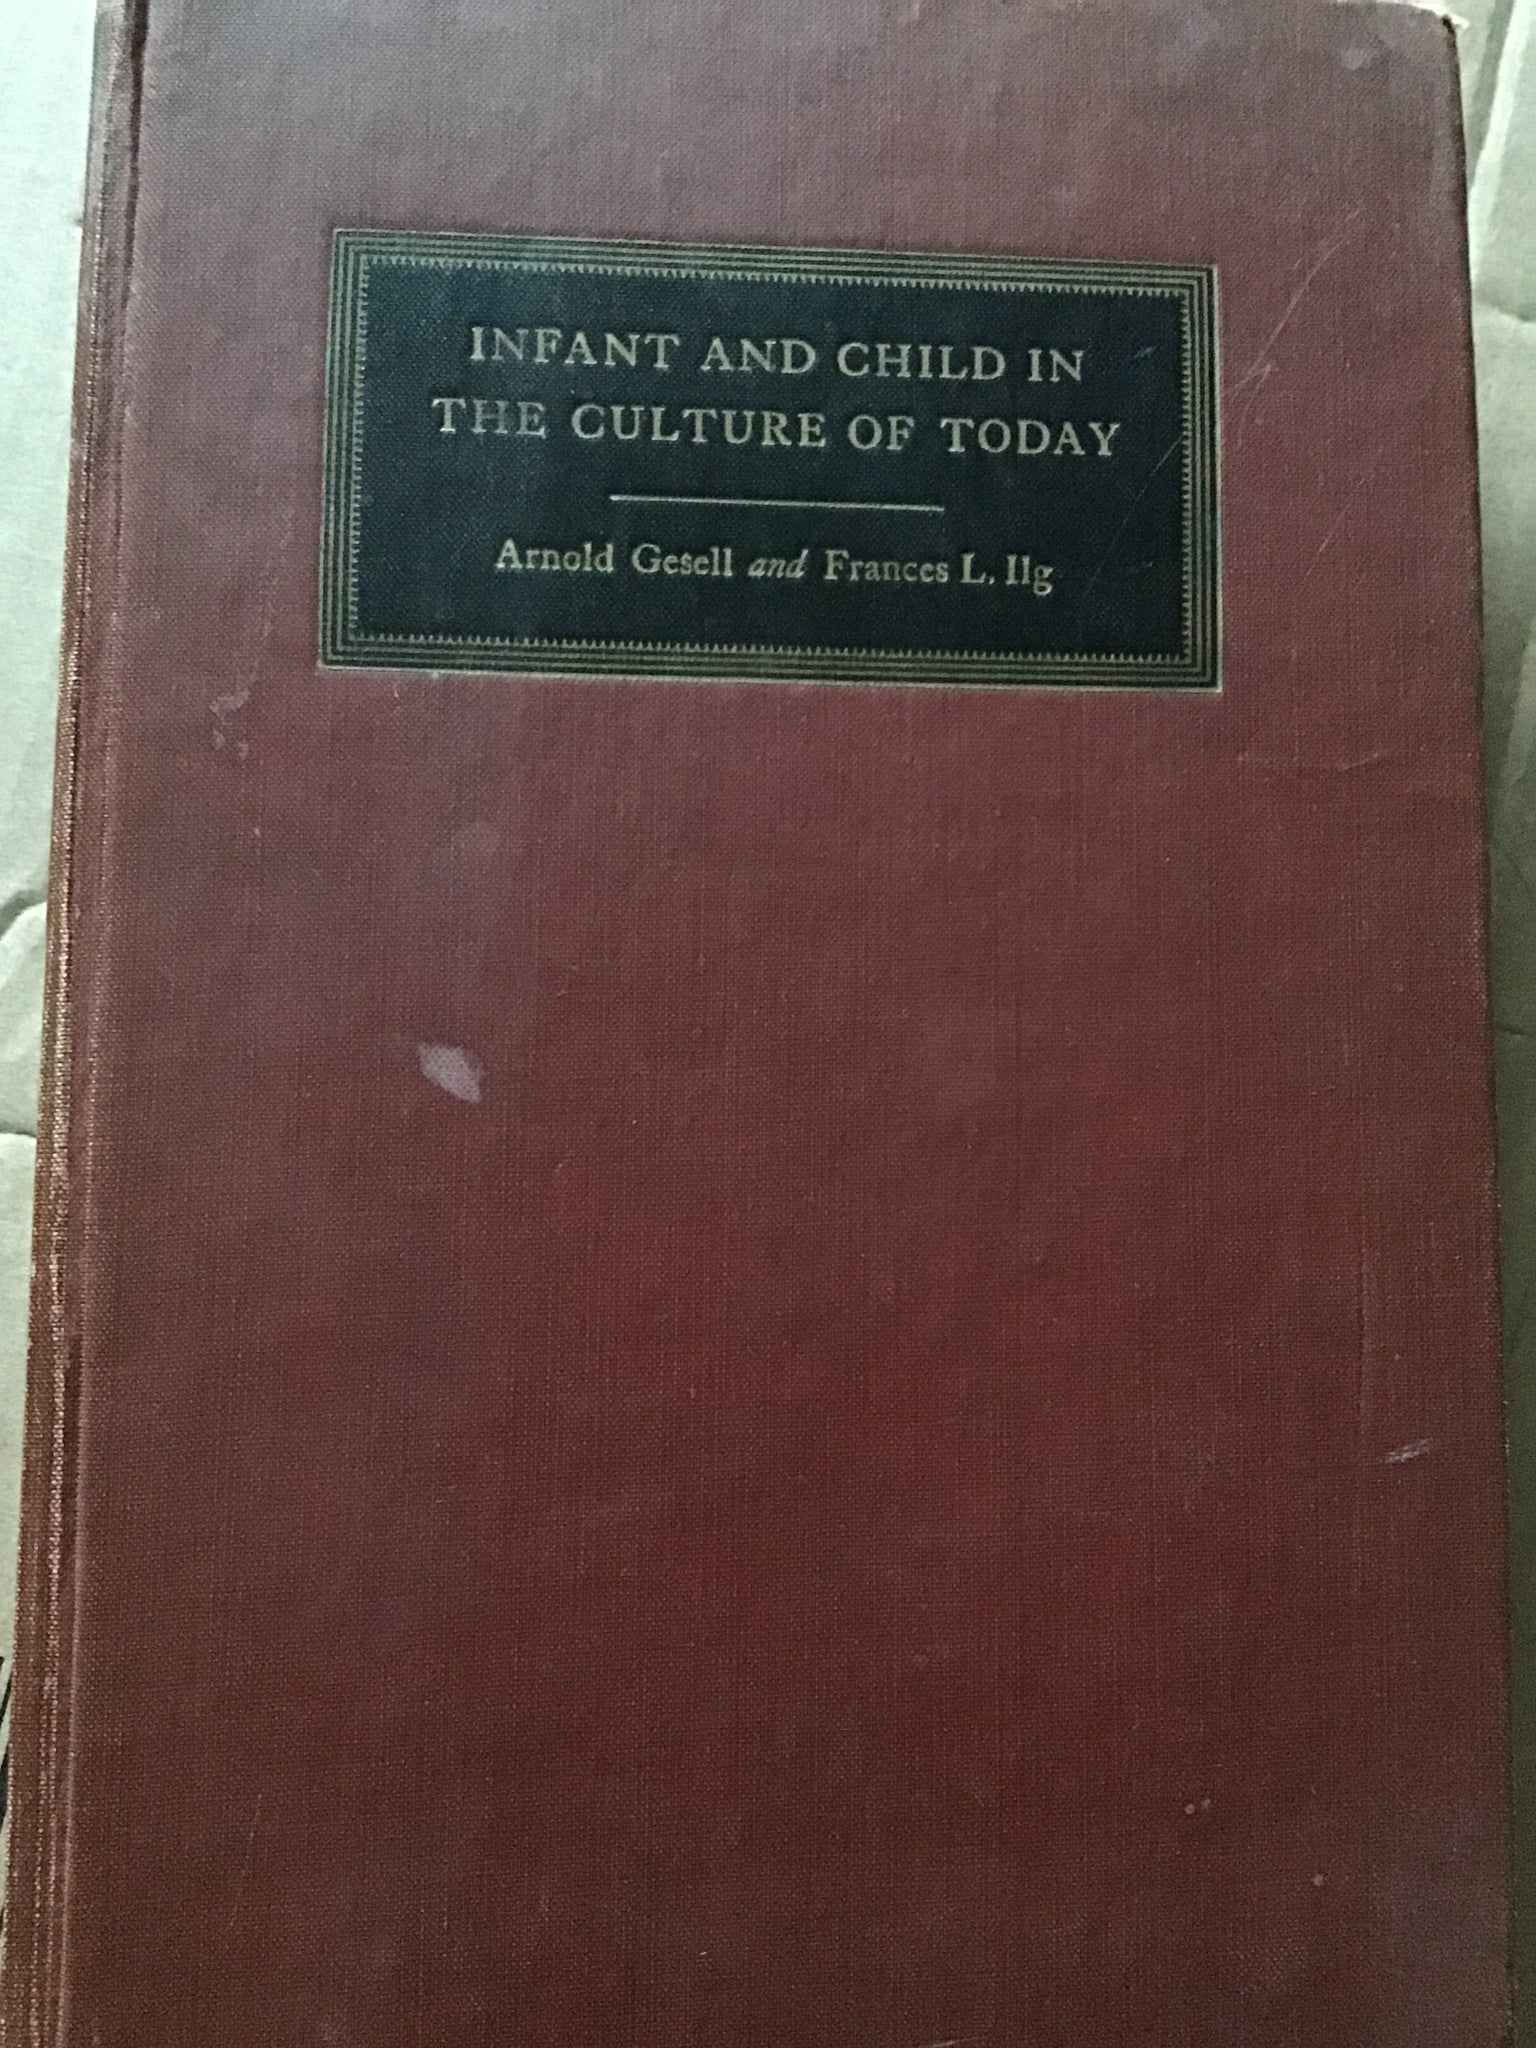 INFANT AND CHILD IN
THE CULTURE OF TODAY
Arnold Gesell and Frances L. Ilg